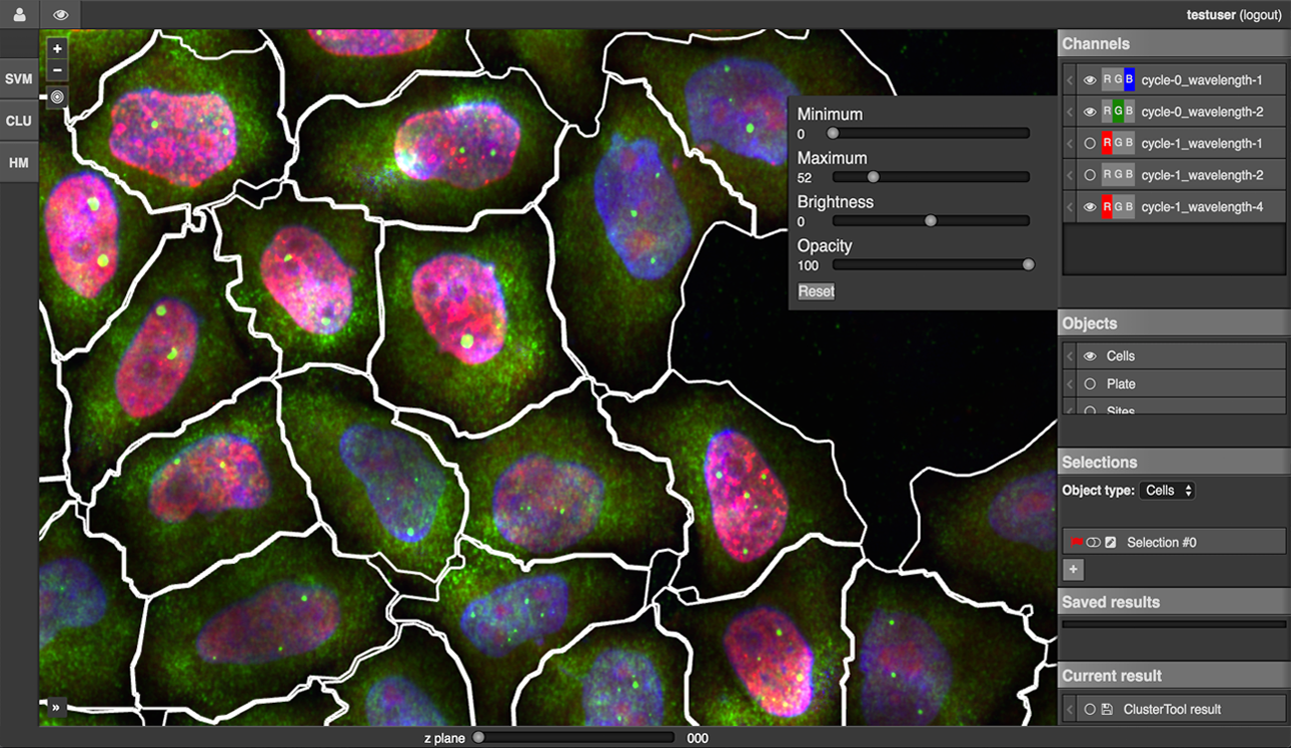 testuser (logout)
+
−
SVM
CLU
HM
»
Minimum
0
Maximum
52
Brightness
0
Opacity
100
Reset
Channels
R G B cycle-0_wavelength-1
R G B cycle-0_wavelength-2
R G B cycle-1_wavelength-1
R G B cycle-1_wavelength-2
R G B cycle-1_wavelength-4
Objects
Cells
Plate
Sites
Selections
Object type: Cells
Selection #0
+
Saved results
Current result
ClusterTool result
z plane 000